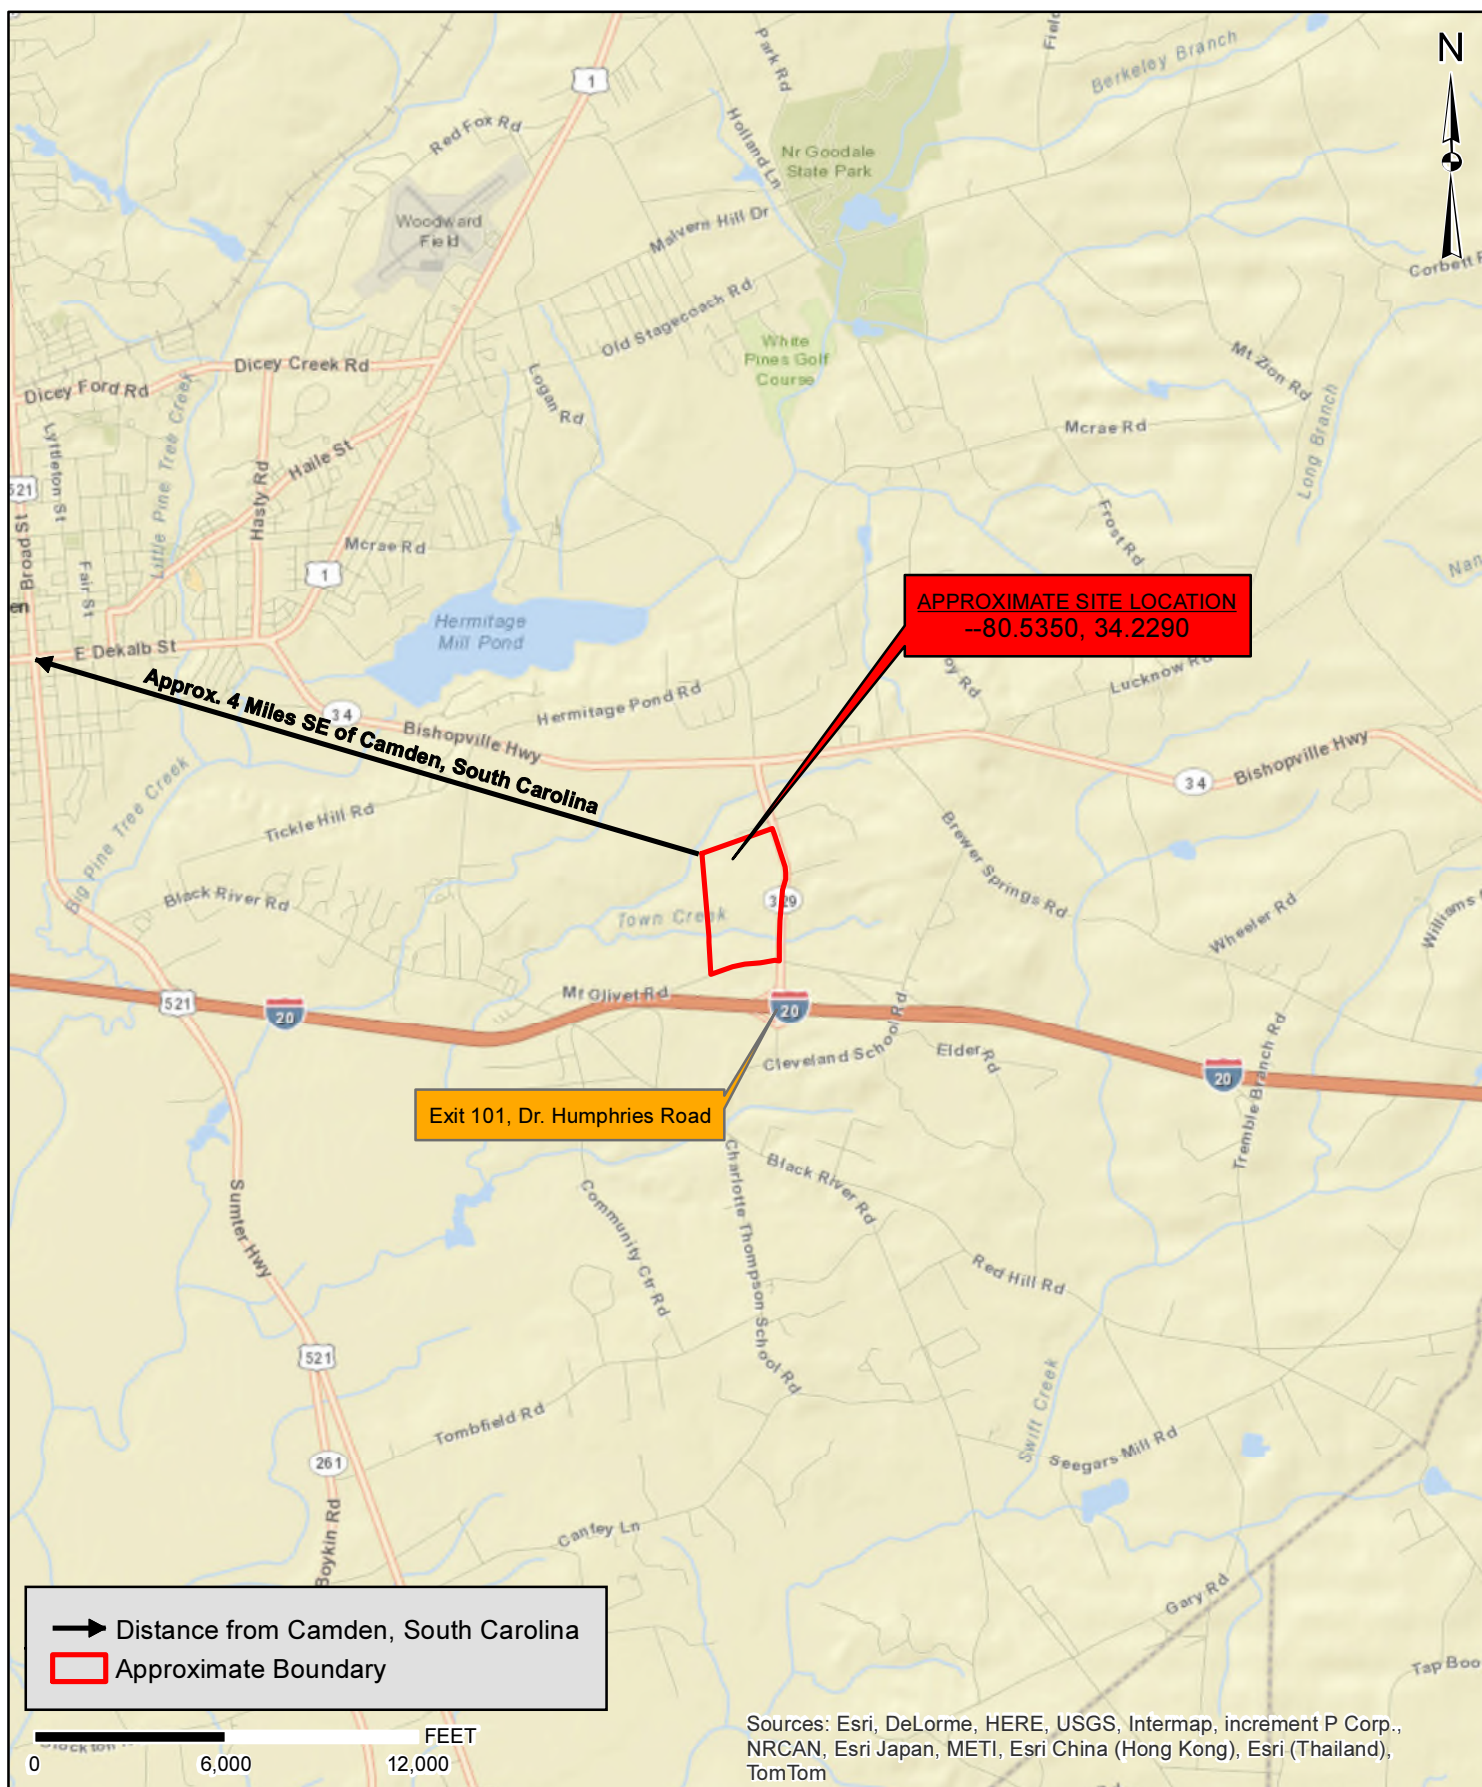 N
Park Rd
Field
Berkeley Branch
1
Red Fox Rd
Holland Ln
Nr Goodale
State Park
Woodward
Field
Malvern Hill Dr
Corbett R
Old Stagecoach Rd
White
Pines Golf
Course
Mt Zion Rd
Dicey Creek Rd
Dicey Ford Rd
Logan Rd
Long Branch
Mcrae Rd
Lyttleton St
Little Pine Tree Creek
Haile St
Hasty Rd
521
Broad St
Fair St
Mcrae Rd
1
Frost Rd
Nan
en
Hermitage
Mill Pond
APPROXIMATE SITE LOCATION
--80.5350, 34.2290
E Dekalb St
oy Rd
Lucknow Rd
Approx. 4 Miles SE of Camden, South Carolina
34
Bishopville Hwy
Hermitage Pond Rd
34
Bishopville Hwy
Big Pine Tree Creek
Tickle Hill Rd
Brewer Springs Rd
Black River Rd
Town Creek
329
Wheeler Rd
Williams
521
20
Mt Olivet Rd
20
Cleveland School Rd
Elder Rd
20
Tremble Branch Rd
Exit 101, Dr. Humphries Road
Charlotte Thompson School Rd
Black River Rd
Community Ctr Rd
Sumter Hwy
Red Hill Rd
521
Tombfield Rd
Swift Creek
Seegars Mill Rd
261
Boykin Rd
Canfey Ln
Gary Rd
Tap Boo
Distance from Camden, South Carolina
Approximate Boundary
FEET
0 6,000 12,000
Sources: Esri, DeLorme, HERE, USGS, Intermap, increment P Corp.,
NRCAN, Esri Japan, METI, Esri China (Hong Kong), Esri (Thailand),
TomTom